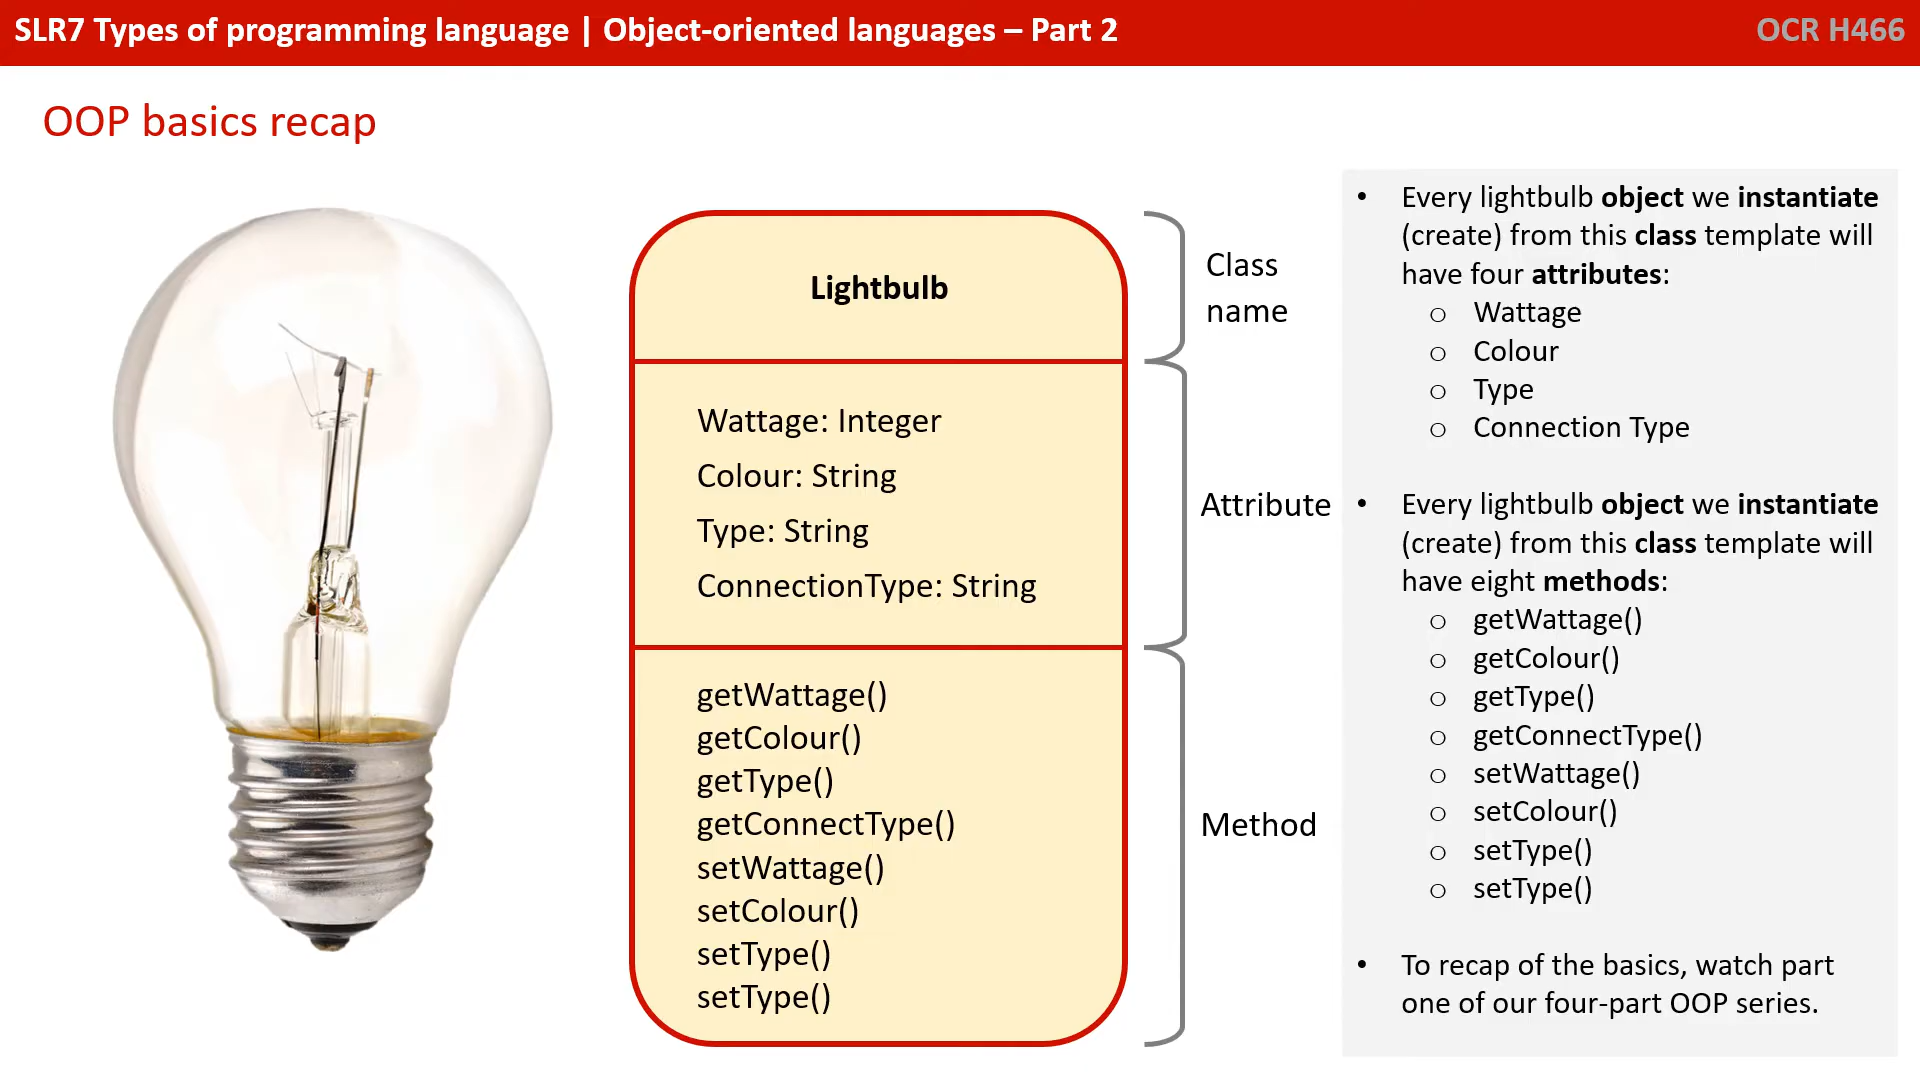 SLR7 Types of programming language | Object-oriented languages – Part 2
OCR H466
OOP basics recap
Lightbulb
Wattage: Integer
Colour: String
Type: String
ConnectionType: String
getWattage()
getColour()
getType()
getConnectType()
setWattage()
setColour()
setType()
setType()
Class
name
Attribute
Method
• Every lightbulb object we instantiate
(create) from this class template will
have four attributes:
o Wattage
o Colour
o Type
o Connection Type
• Every lightbulb object we instantiate
(create) from this class template will
have eight methods:
o getWattage()
o getColour()
o getType()
o getConnectType()
o setWattage()
o setColour()
o setType()
o setType()
• To recap of the basics, watch part
one of our four-part OOP series.